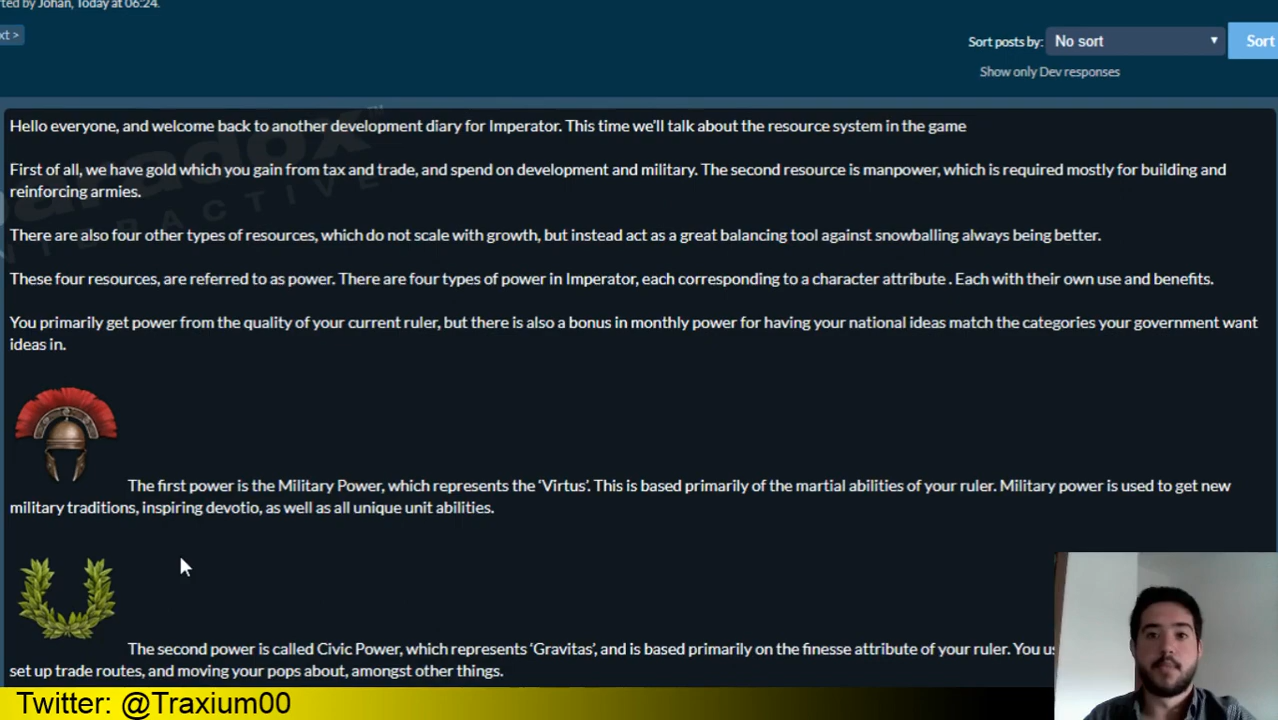 rted by Johan, Today at 06:24.
xt >
Sort posts by: No sort Sort
Show only Dev responses
paradox™
INTERACTIVE
Hello everyone, and welcome back to another development diary for Imperator. This time we'll talk about the resource system in the game
First of all, we have gold which you gain from tax and trade, and spend on development and military. The second resource is manpower, which is required mostly for building and
reinforcing armies.
There are also four other types of resources, which do not scale with growth, but instead act as a great balancing tool against snowballing always being better.
These four resources, are referred to as power. There are four types of power in Imperator, each corresponding to a character attribute . Each with their own use and benefits.
You primarily get power from the quality of your current ruler, but there is also a bonus in monthly power for having your national ideas match the categories your government want
ideas in.
The first power is the Military Power, which represents the ‘Virtus’. This is based primarily of the martial abilities of your ruler. Military power is used to get new
military traditions, inspiring devotio, as well as all unique unit abilities.
The second power is called Civic Power, which represents ‘Gravitas’, and is based primarily on the finesse attribute of your ruler. You us
set up trade routes, and moving your pops about, amongst other things.
Twitter: @Traxium00